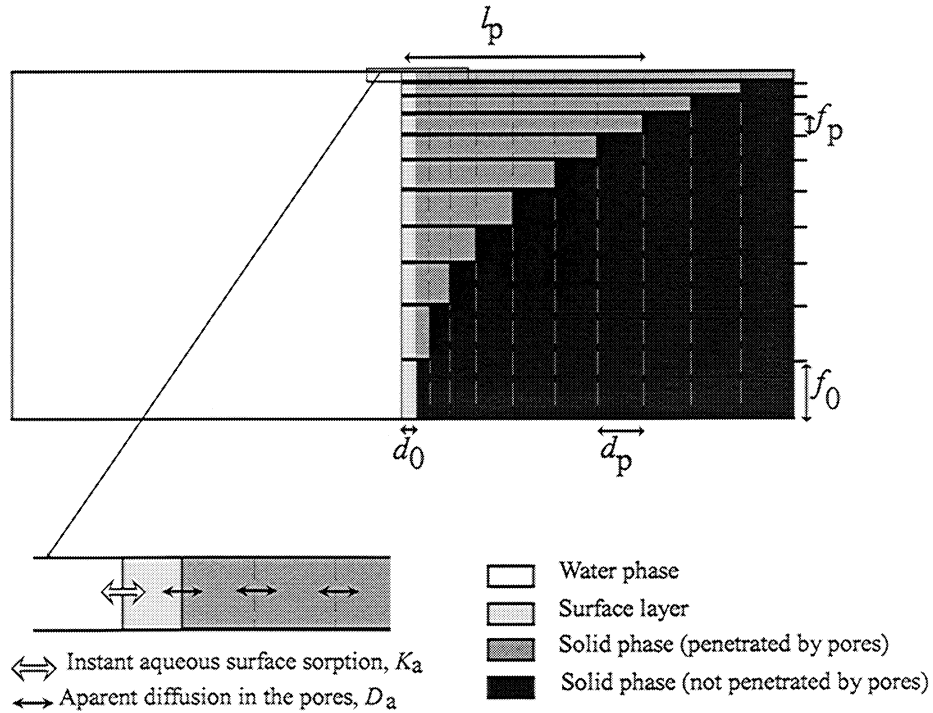 lp
fp
f0
d0
dp
Water phase
Surface layer
Solid phase (penetrated by pores)
Solid phase (not penetrated by pores)
Instant aqueous surface sorption, Ka
Aparent diffusion in the pores, Da